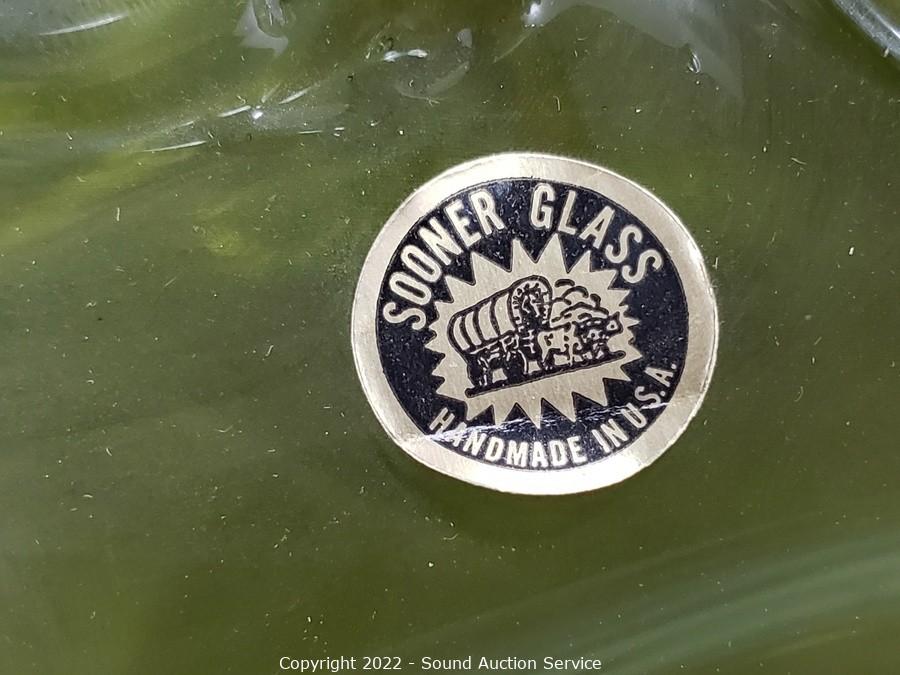 SOONER GLASS
HANDMADE IN U.S.A.
Copyright 2022 - Sound Auction Service